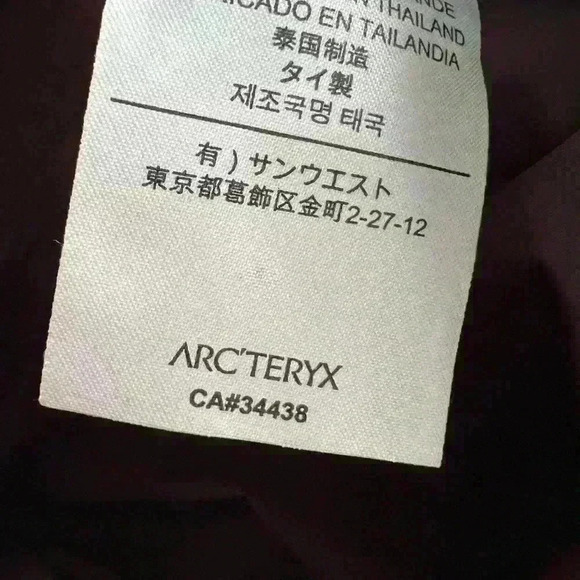 FABRICADO EN TAILANDIA
泰国制造
タイ製
제조국명 태국
有 ) サンウエスト
東京都葛飾区金町2-27-12
ARC'TERYX
CA#34438